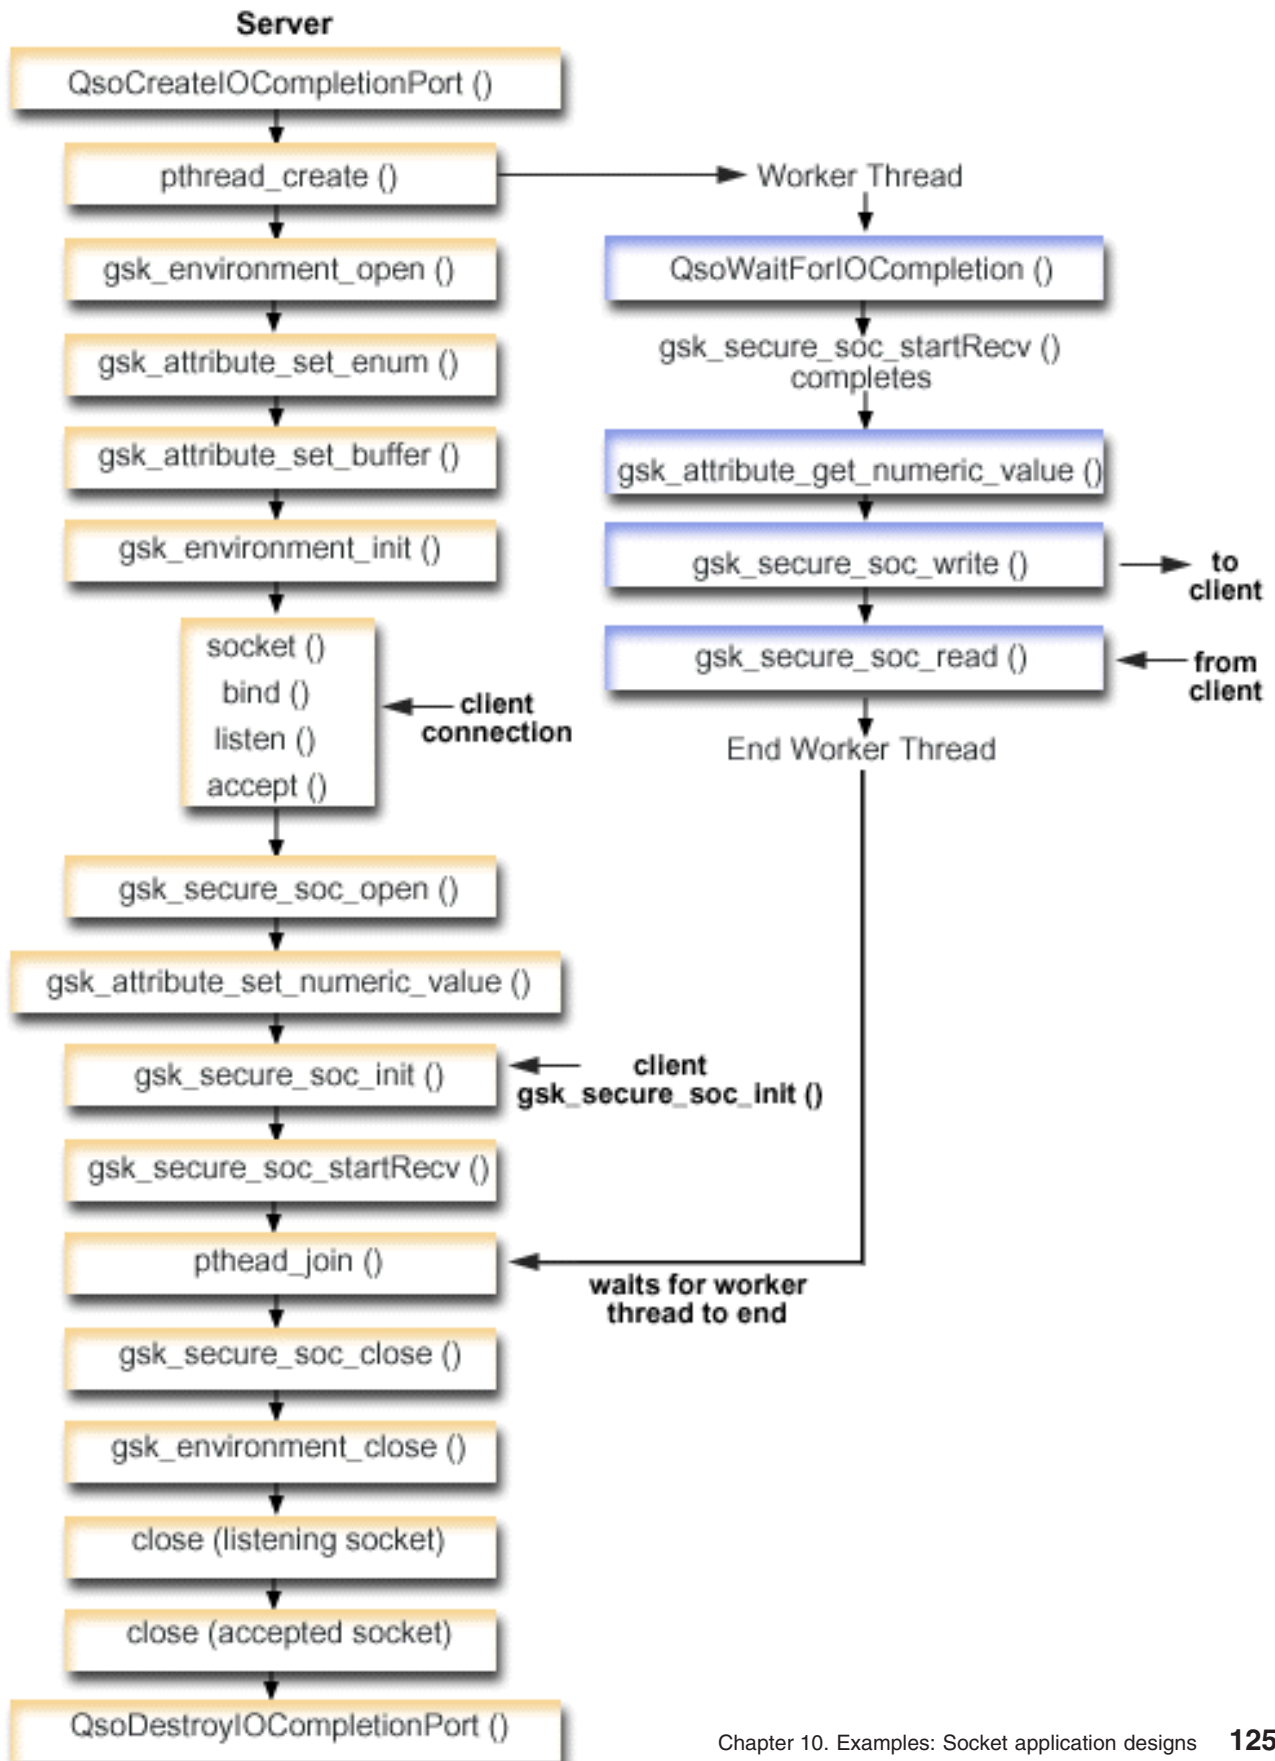 Server
QsoCreateIOCompletionPort ()
pthread_create ()
gsk_environment_open ()
gsk_attribute_set_enum ()
gsk_attribute_set_buffer ()
gsk_environment_init ()
socket ()
bind ()
listen ()
accept ()
client
connection
gsk_secure_soc_open ()
gsk_attribute_set_numeric_value ()
gsk_secure_soc_init ()
client
gsk_secure_soc_init ()
gsk_secure_soc_startRecv ()
pthead_join ()
waits for worker
thread to end
gsk_secure_soc_close ()
gsk_environment_close ()
close (listening socket)
close (accepted socket)
QsoDestroyIOCompletionPort ()
Worker Thread
QsoWaitForIOCompletion ()
gsk_secure_soc_startRecv ()
completes
gsk_attribute_get_numeric_value ()
gsk_secure_soc_write ()
to
client
gsk_secure_soc_read ()
from
client
End Worker Thread
Chapter 10. Examples: Socket application designs 125